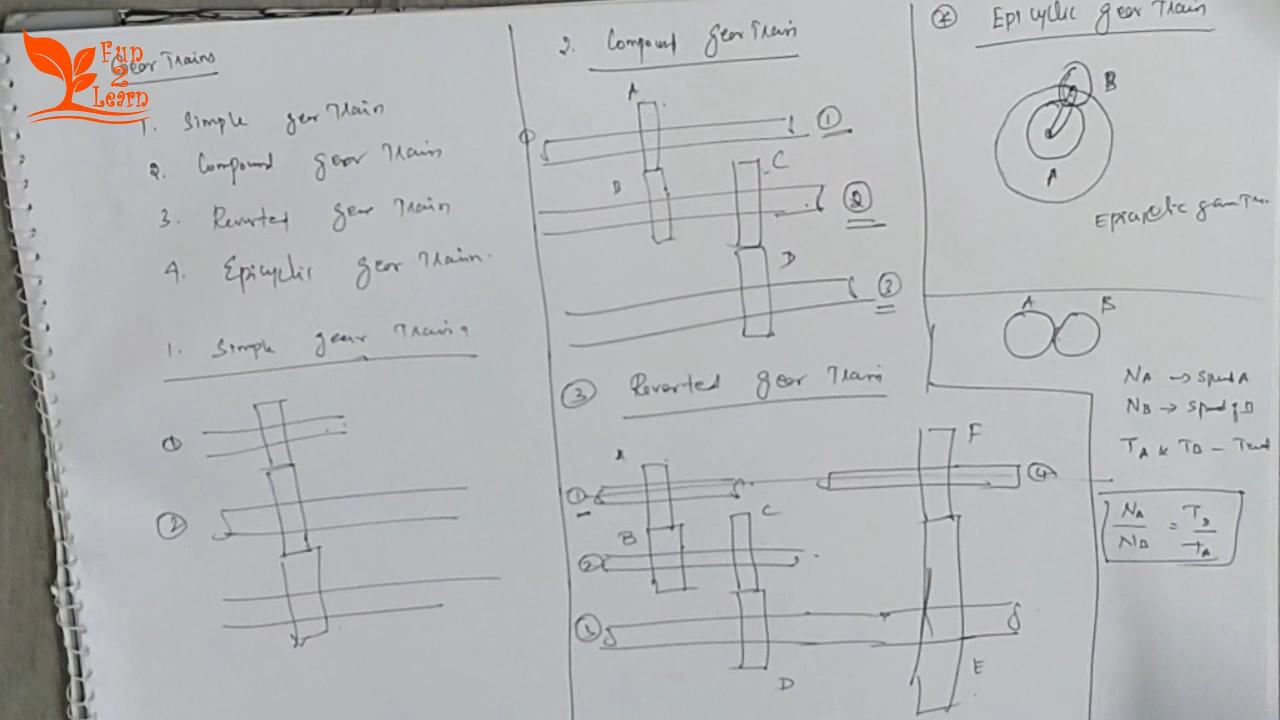 Fun
2
Learn
Gear Trains
1. Simple gear Train
2. Compound gear Train
3. Reverted gear Train
4. Epicyclic gear Train.
1. Simple gear Train
1
2
2. Compound gear Train
A
1
B
C
2
D
3
3 Reverted gear Train
A
1
B
C
2
3
D
F
4
E
Epicyclic gear Train
B
A
Epicyclic gear
A B
NA → Speed A
NB → Speed of B
TA & TB -
NA/NB = TB/TA